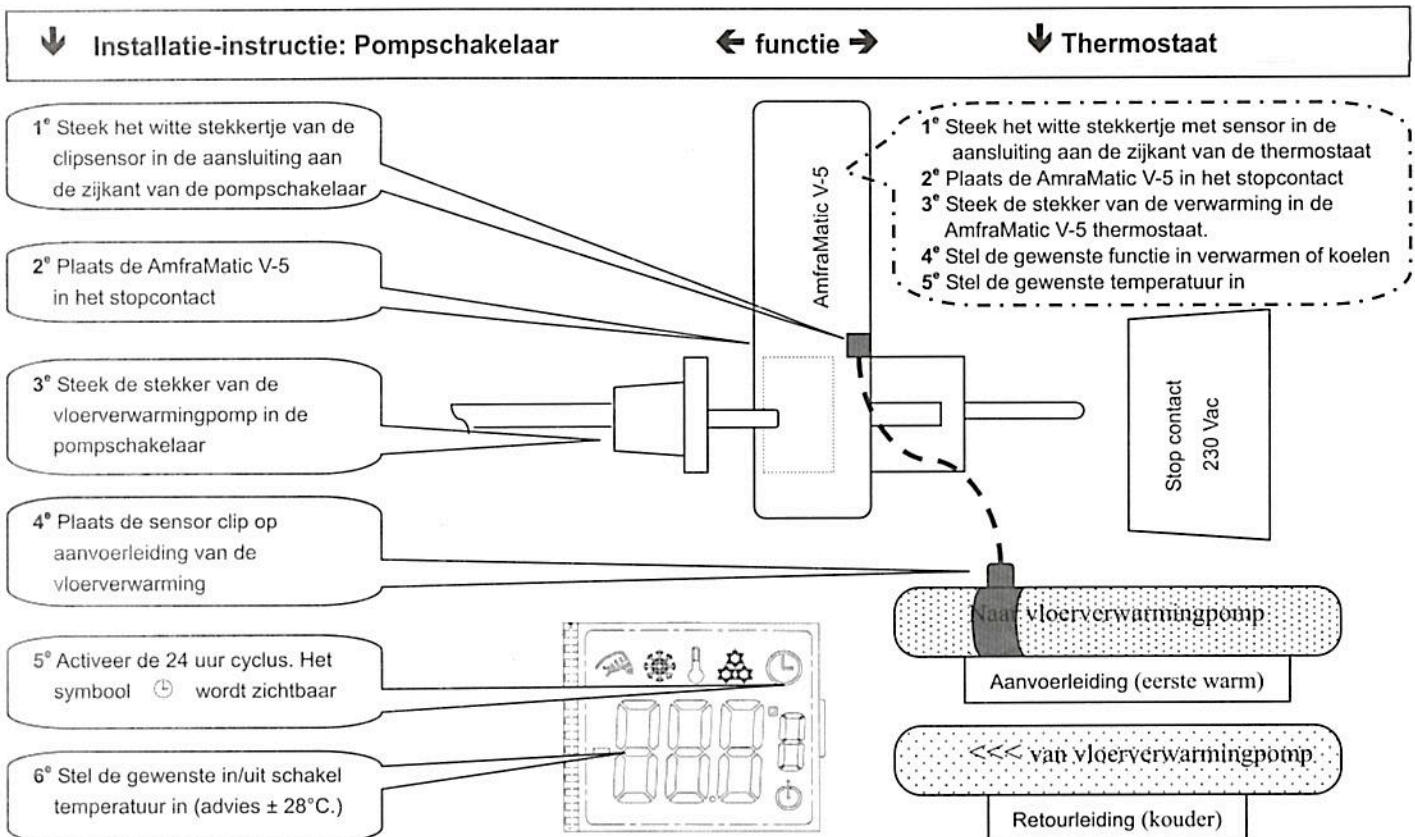 Installatie-instructie: Pompschakelaar ← functie → Thermostaat
1e Steek het witte stekkertje van de
clipsensor in de aansluiting aan
de zijkant van de pompschakelaar
2e Plaats de AmfraMatic V-5
in het stopcontact
3e Steek de stekker van de
vloerverwarmingpomp in de
pompschakelaar
4e Plaats de sensor clip op
aanvoerleiding van de
vloerverwarming
5e Activeer de 24 uur cyclus. Het
symbool wordt zichtbaar
6e Stel de gewenste in/uit schakel
temperatuur in (advies ± 28°C.)
AmfraMatic V-5
1e Steek het witte stekkertje met sensor in de
aansluiting aan de zijkant van de thermostaat
2e Plaats de AmraMatic V-5 in het stopcontact
3e Steek de stekker van de verwarming in de
AmfraMatic V-5 thermostaat.
4e Stel de gewenste functie in verwarmen of koelen
5e Stel de gewenste temperatuur in
Stop contact
230 Vac
Naar vloerverwarmingpomp
Aanvoerleiding (eerste warm)
<<< van vloerverwarmingpomp
Retourleiding (kouder)